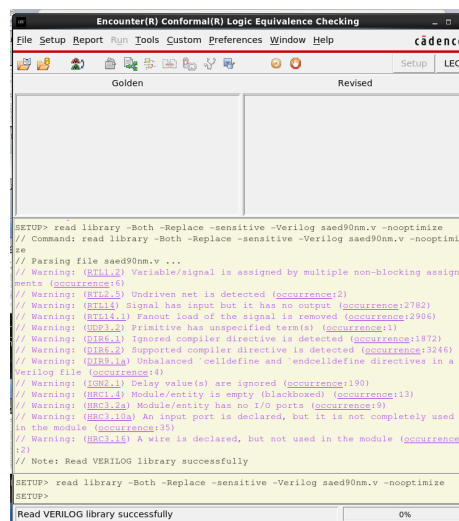 Encounter(R) Conformal(R) Logic Equivalence Checking
File Setup Report Run Tools Custom Preferences Window Help
cādence
Setup LEC
Golden Revised
SETUP> read library -Both -Replace -sensitive -Verilog saed90nm.v -nooptimize
// Command: read library -Both -Replace -sensitive -Verilog saed90nm.v -nooptimi
ze
// Parsing file saed90nm.v ...
// Warning: (RTL1.2) Variable/signal is assigned by multiple non-blocking assign
ments (occurrence:6)
// Warning: (RTL2.5) Undriven net is detected (occurrence:2)
// Warning: (RTL14) Signal has input but it has no output (occurrence:2782)
// Warning: (RTL14.1) Fanout load of the signal is removed (occurrence:2906)
// Warning: (UDP3.2) Primitive has unspecified term(s) (occurrence:1)
// Warning: (DIR6.1) Ignored compiler directive is detected (occurrence:1872)
// Warning: (DIR6.2) Supported compiler directive is detected (occurrence:3246)
// Warning: (DIR9.1a) Unbalanced `celldefine and `endcelldefine directives in a
Verilog file (occurrence:4)
// Warning: (IGN2.1) Delay value(s) are ignored (occurrence:190)
// Warning: (HRC1.4) Module/entity is empty (blackboxed) (occurrence:13)
// Warning: (HRC3.2a) Module/entity has no I/O ports (occurrence:9)
// Warning: (HRC3.10a) An input port is declared, but it is not completely used
in the module (occurrence:35)
// Warning: (HRC3.16) A wire is declared, but not used in the module (occurrence
:2)
// Note: Read VERILOG library successfully
SETUP> read library -Both -Replace -sensitive -Verilog saed90nm.v -nooptimize
SETUP>
Read VERILOG library successfully 0%